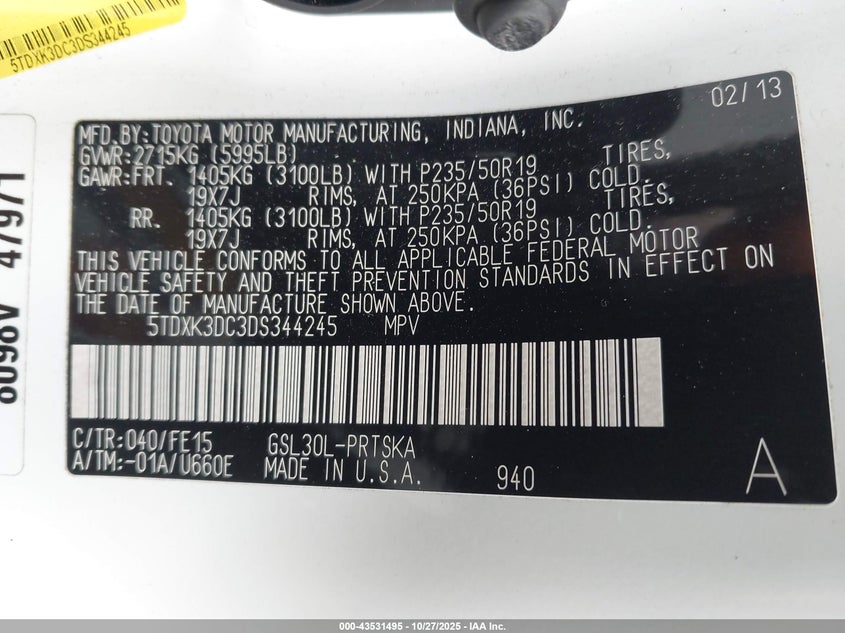 5TDXK3DC3DS344245
8098V 47971
02/13
MFD. BY: TOYOTA MOTOR MANUFACTURING, INDIANA, INC.
GVWR: 2715KG (5995LB)
GAWR: FRT. 1405KG (3100LB) WITH P235/50R19 TIRES,
19X7J RIMS, AT 250KPA (36PSI) COLD.
RR. 1405KG (3100LB) WITH P235/50R19 TIRES,
19X7J RIMS, AT 250KPA (36PSI) COLD.
THIS VEHICLE CONFORMS TO ALL APPLICABLE FEDERAL MOTOR
VEHICLE SAFETY AND THEFT PREVENTION STANDARDS IN EFFECT ON
THE DATE OF MANUFACTURE SHOWN ABOVE.
5TDXK3DC3DS344245 MPV
C/TR: 040/FE15 GSL30L-PRTSKA
A/TM: -01A/U660E MADE IN U.S.A. 940 A
000-43531495 - 10/27/2025 - IAA Inc.